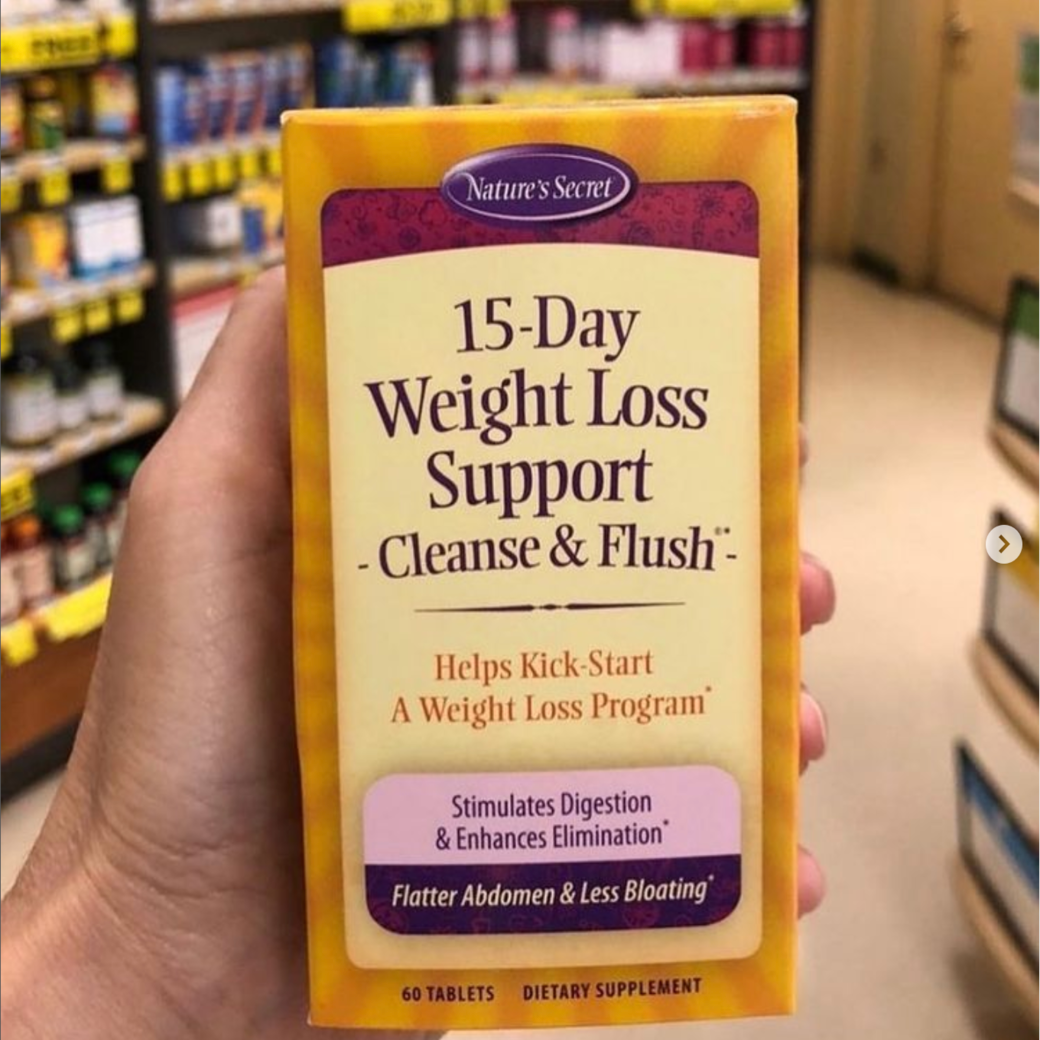 Nature's Secret
15-Day
Weight Loss
Support
- Cleanse & Flush®* -
Helps Kick-Start
A Weight Loss Program*
Stimulates Digestion
& Enhances Elimination*
Flatter Abdomen & Less Bloating*
60 TABLETS DIETARY SUPPLEMENT